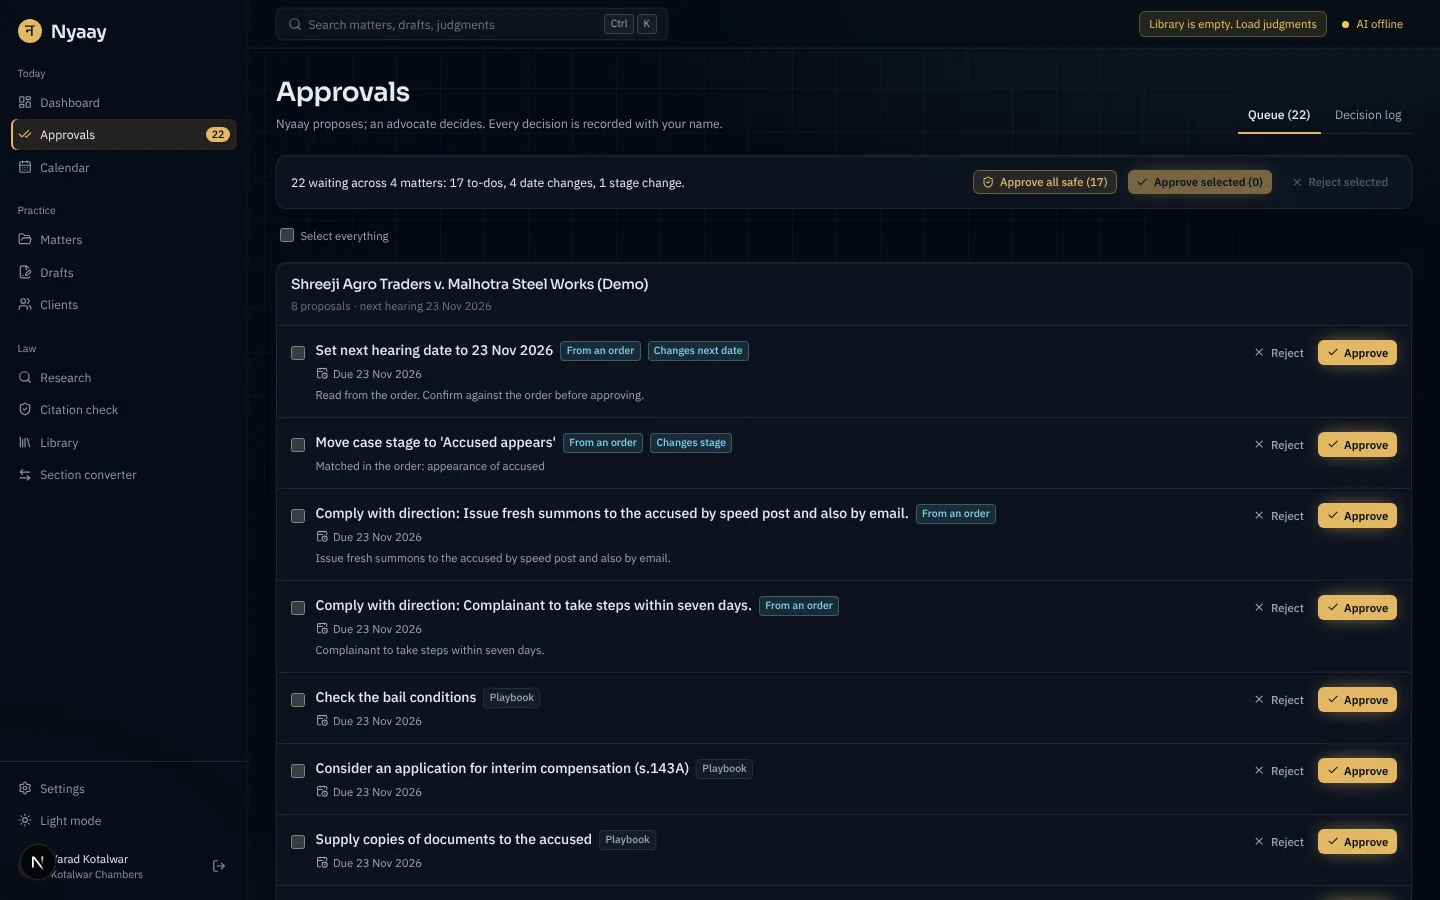 न Nyaay
Today
Dashboard
Approvals 22
Calendar
Practice
Matters
Drafts
Clients
Law
Research
Citation check
Library
Section converter
Settings
Light mode
N
arad Kotalwar
Kotalwar Chambers
Search matters, drafts, judgments Ctrl K
Library is empty. Load judgments
AI offline
Approvals
Nyaay proposes; an advocate decides. Every decision is recorded with your name.
Queue (22) Decision log
22 waiting across 4 matters: 17 to-dos, 4 date changes, 1 stage change.
Approve all safe (17) Approve selected (0) Reject selected
Select everything
Shreeji Agro Traders v. Malhotra Steel Works (Demo)
8 proposals · next hearing 23 Nov 2026
Set next hearing date to 23 Nov 2026 From an order Changes next date Reject Approve
Due 23 Nov 2026
Read from the order. Confirm against the order before approving.
Move case stage to 'Accused appears' From an order Changes stage Reject Approve
Matched in the order: appearance of accused
Comply with direction: Issue fresh summons to the accused by speed post and also by email. From an order Reject Approve
Due 23 Nov 2026
Issue fresh summons to the accused by speed post and also by email.
Comply with direction: Complainant to take steps within seven days. From an order Reject Approve
Due 23 Nov 2026
Complainant to take steps within seven days.
Check the bail conditions Playbook Reject Approve
Due 23 Nov 2026
Consider an application for interim compensation (s.143A) Playbook Reject Approve
Due 23 Nov 2026
Supply copies of documents to the accused Playbook Reject Approve
Due 23 Nov 2026